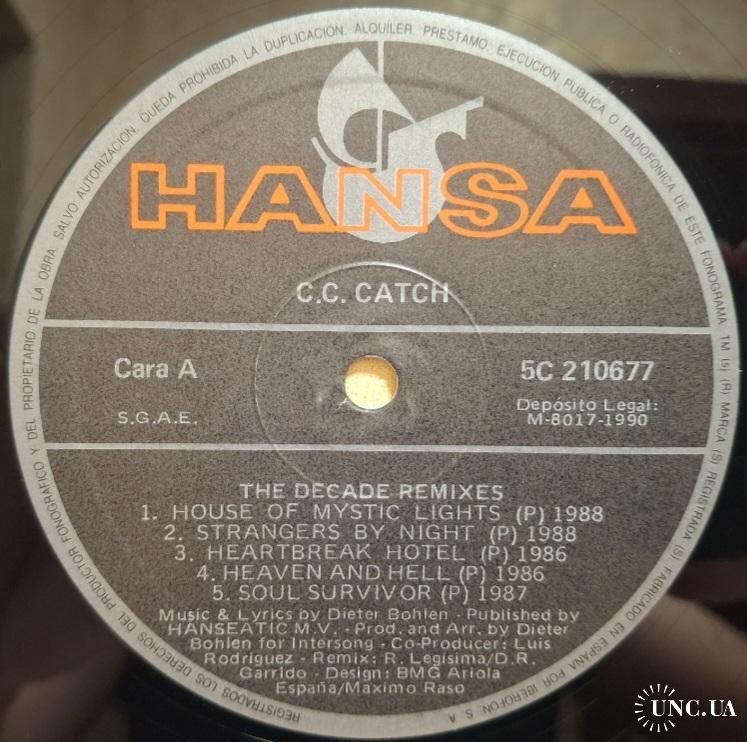 REGISTRADOS LOS DERECHOS DEL PRODUCTOR FONOGRAFICO Y DEL PROPIETARIO DE LA OBRA. SALVO AUTORIZACION QUEDA PROHIBIDA LA DUPLICACION. ALQUILER, PRESTAMO. EJECUCION PUBLICA O RADIOFONICA DE ESTE FONOGRAMA TM (S) (R) MARCA (S) REGISTRADA (S) FABRICADO EN ESPAÑA POR IBEROFON. S. A
HANSA
C.C. CATCH
Cara A
5C 210677
S.G.A.E.
Depósito Legal:
M-8017-1990
THE DECADE REMIXES
1. HOUSE OF MYSTIC LIGHTS (P) 1988
2. STRANGERS BY NIGHT (P) 1988
3. HEARTBREAK HOTEL (P) 1986
4. HEAVEN AND HELL (P) 1986
5. SOUL SURVIVOR (P) 1987
Music & Lyrics by Dieter Bohlen - Published by
HANSEATIC M.V. - Prod. and Arr. by Dieter
Bohlen for Intersong - Co-Producer: Luis
Rodriguez - Remix: R. Legísima/D.R.
Garrido - Design: BMG Ariola
España/Maximo Raso
UNC.UA